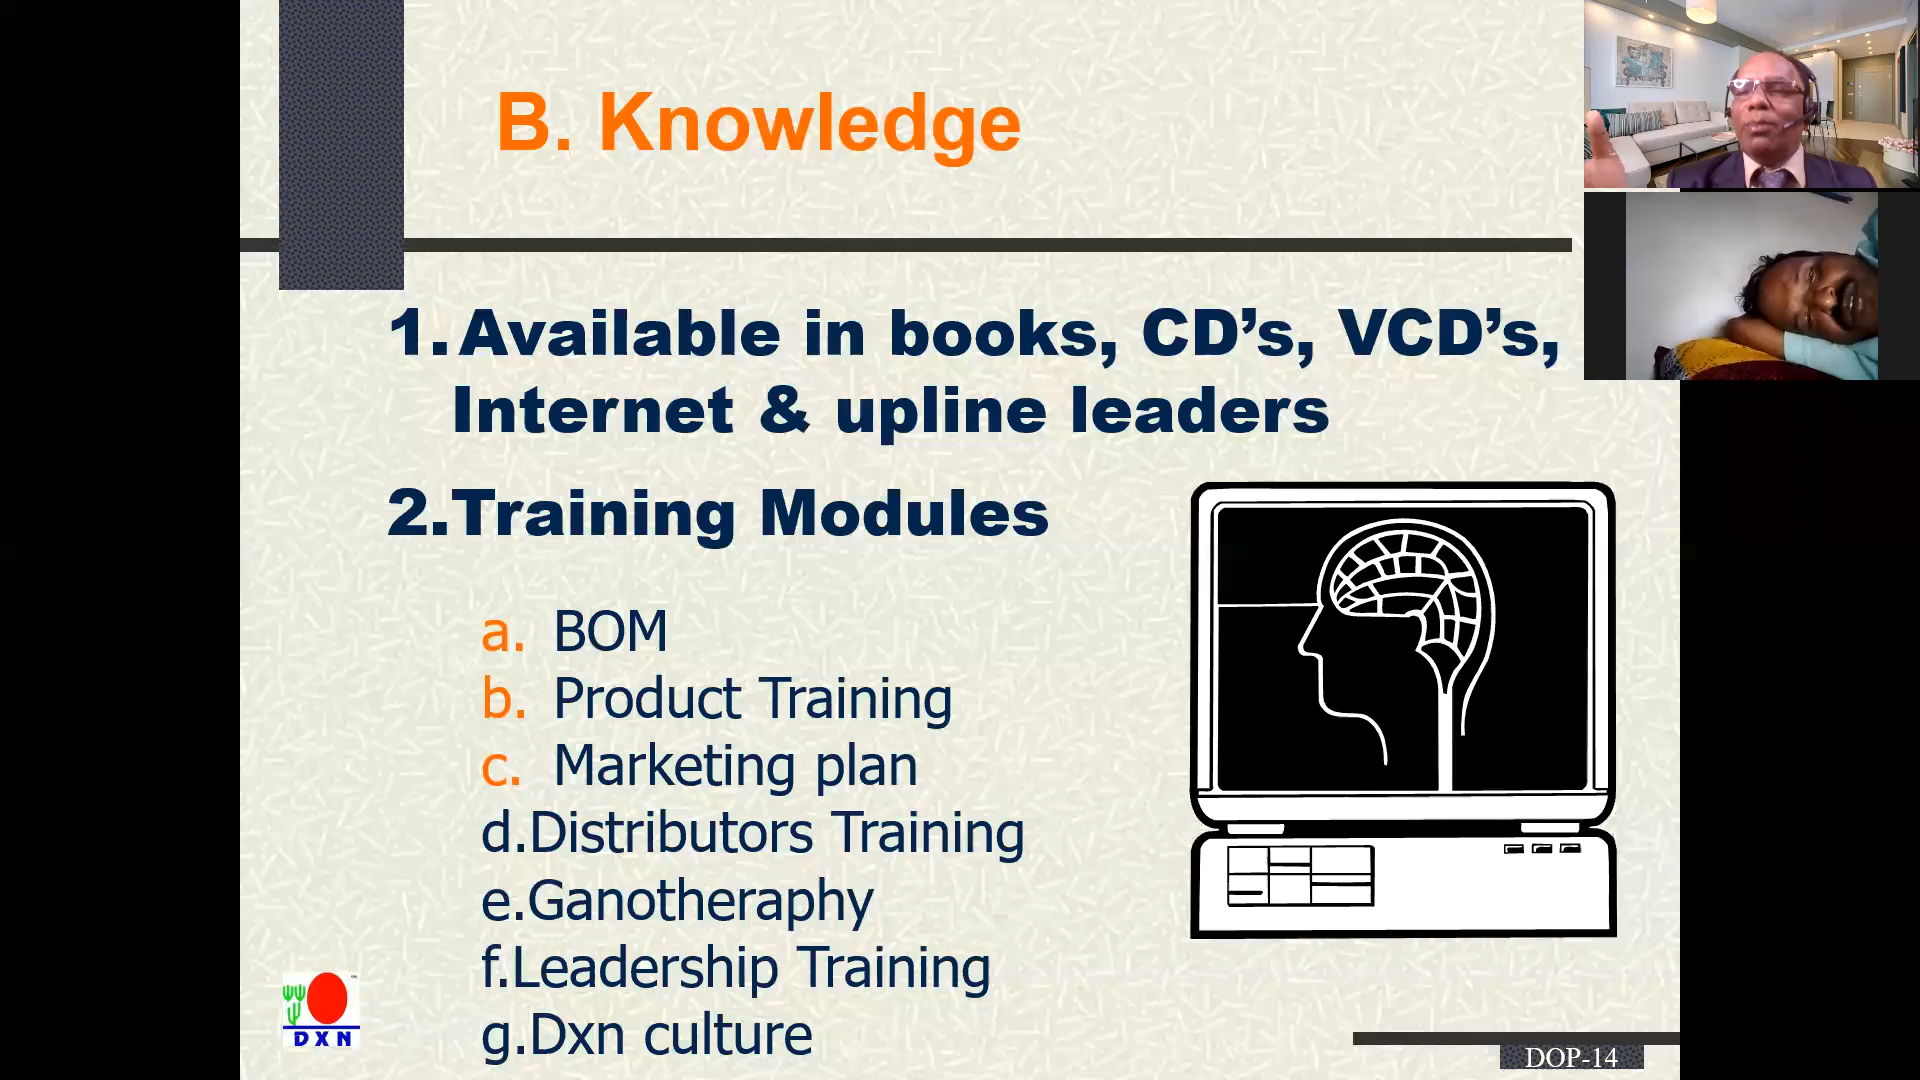 B. Knowledge
1. Available in books, CD’s, VCD’s,
Internet & upline leaders
2.Training Modules
a. BOM
b. Product Training
c. Marketing plan
d.Distributors Training
e.Ganotheraphy
f.Leadership Training
g.Dxn culture
DXN
DOP-14